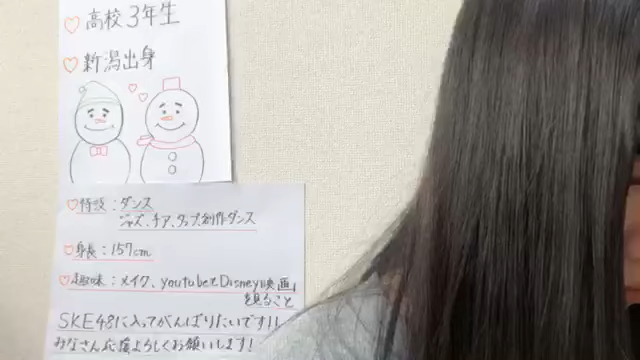 ♡高校3年生
♡新潟出身
♡特技：ダンス
ジャズ、チア、タップ、創作ダンス
♡身長：157cm
♡趣味：メイク、youtubeとDisney映画
を見ること
SKE48に入ってがんばりたいです!!
みなさん応援よろしくお願いします!